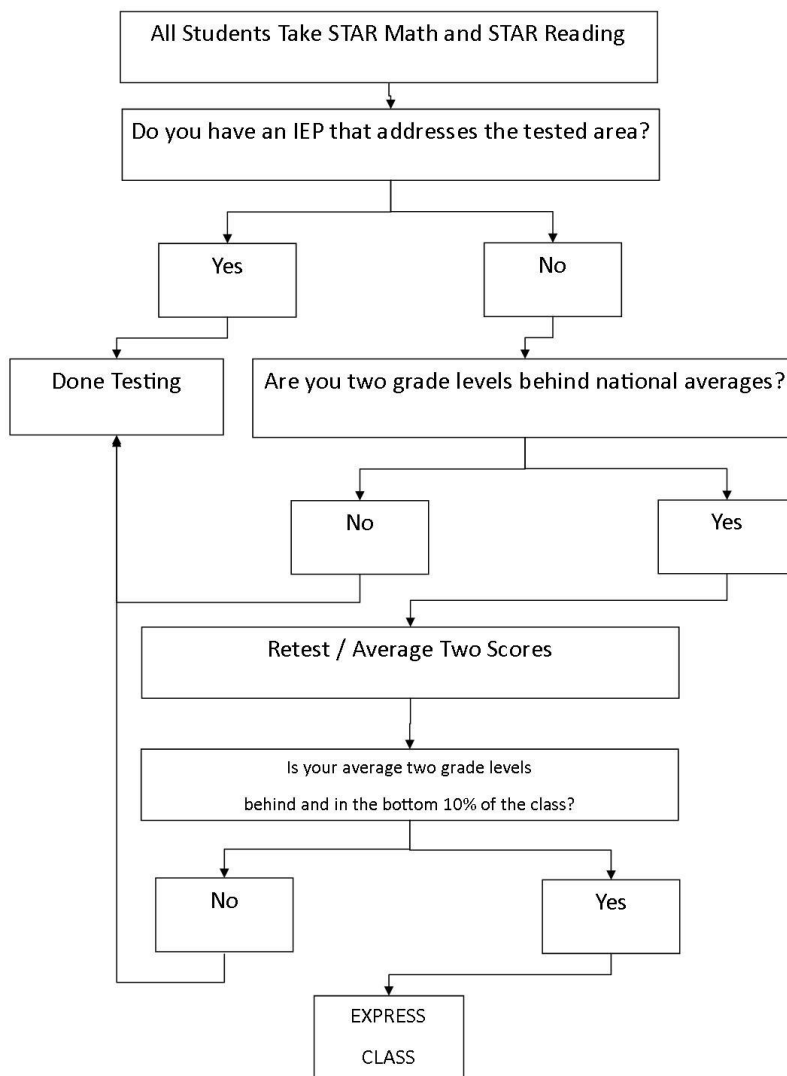 All Students Take STAR Math and STAR Reading
Do you have an IEP that addresses the tested area?
Yes
No
Done Testing
Are you two grade levels behind national averages?
No
Yes
Retest / Average Two Scores
Is your average two grade levels
behind and in the bottom 10% of the class?
No
Yes
EXPRESS
CLASS